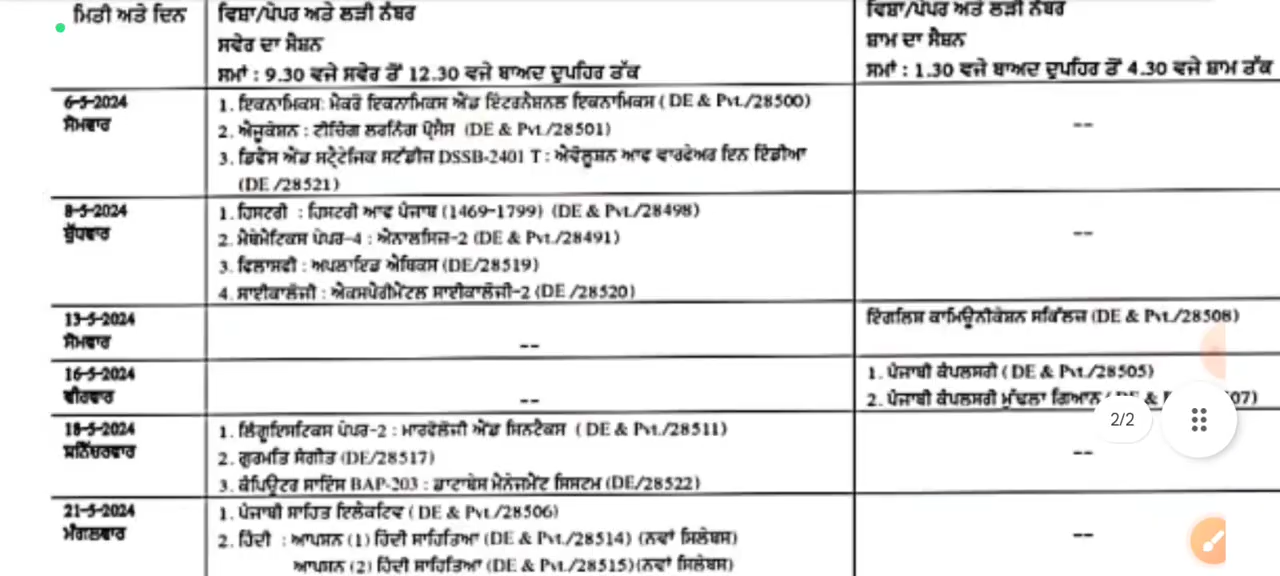 ਮਿਤੀ ਅਤੇ ਦਿਨ
ਵਿਸ਼ਾ/ਪੇਪਰ ਅਤੇ ਲੜੀ ਨੰਬਰ
ਸਵੇਰ ਦਾ ਸੈਸ਼ਨ
ਸਮਾਂ : 9.30 ਵਜੇ ਸਵੇਰ ਤੋਂ 12.30 ਵਜੇ ਬਾਅਦ ਦੁਪਹਿਰ ਤੱਕ
ਵਿਸ਼ਾ/ਪੇਪਰ ਅਤੇ ਲੜੀ ਨੰਬਰ
ਸ਼ਾਮ ਦਾ ਸੈਸ਼ਨ
ਸਮਾਂ : 1.30 ਵਜੇ ਬਾਅਦ ਦੁਪਹਿਰ ਤੋਂ 4.30 ਵਜੇ ਸ਼ਾਮ ਤੱਕ
6-5-2024
ਸੋਮਵਾਰ
1. ਇਕਨਾਮਿਕਸ: ਮੈਕਰੋ ਇਕਨਾਮਿਕਸ ਐਂਡ ਇੰਟਰਨੈਸ਼ਨਲ ਇਕਨਾਮਿਕਸ ( DE & Pvt./28500)
2. ਐਜੂਕੇਸ਼ਨ : ਟੀਚਿੰਗ ਲਰਨਿੰਗ ਪ੍ਰੋਸੈਸ (DE & Pvt./28501)
3. ਡਿਫੈਂਸ ਐਂਡ ਸਟ੍ਰੈਟੇਜਿਕ ਸਟੱਡੀਜ਼ DSSB-2401 T : ਐਵੋਲੂਸ਼ਨ ਆਫ ਵਾਰਫੇਅਰ ਇਨ ਇੰਡੀਆ
(DE /28521)
--
8-5-2024
ਬੁੱਧਵਾਰ
1. ਹਿਸਟਰੀ : ਹਿਸਟਰੀ ਆਫ ਪੰਜਾਬ (1469-1799) (DE & Pvt./28498)
2. ਮੈਥੇਮੈਟਿਕਸ ਪੇਪਰ-4 : ਐਨਾਲਸਿਜ਼-2 (DE & Pvt./28491)
3. ਫਿਲਾਸਫੀ : ਅਪਲਾਇਡ ਐਥਿਕਸ (DE/28519)
4. ਸਾਈਕਾਲੋਜੀ : ਐਕਸਪੈਰੀਮੈਂਟਲ ਸਾਈਕਾਲੋਜੀ-2 (DE /28520)
--
13-5-2024
ਸੋਮਵਾਰ
--
ਇੰਗਲਿਸ਼ ਕਾਮਿਊਨੀਕੇਸ਼ਨ ਸਕਿੱਲਜ਼ (DE & Pvt./28508)
16-5-2024
ਵੀਰਵਾਰ
--
1. ਪੰਜਾਬੀ ਕੰਪਲਸਰੀ ( DE & Pvt./28505)
2. ਪੰਜਾਬੀ ਕੰਪਲਸਰੀ ਮੁੱਢਲਾ ਗਿਆਨ ( DE & 07)
2/2
18-5-2024
ਸਨਿੱਚਰਵਾਰ
1. ਲਿੰਗੂਇਸਟਿਕਸ ਪੇਪਰ-2 : ਮਾਰਫੋਲੋਜੀ ਐਂਡ ਸਿਨਟੈਕਸ ( DE & Pvt./28511)
2. ਗੁਰਮਤਿ ਸੰਗੀਤ (DE/28517)
3. ਕੰਪਿਊਟਰ ਸਾਇੰਸ BAP-203 : ਡਾਟਾਬੇਸ ਮੈਨੇਜਮੈਂਟ ਸਿਸਟਮ (DE/28522)
--
21-5-2024
ਮੰਗਲਵਾਰ
1. ਪੰਜਾਬੀ ਸਾਹਿਤ ਇਲੈਕਟਿਵ ( DE & Pvt./28506)
2. ਹਿੰਦੀ : ਆਪਸ਼ਨ (1) ਹਿੰਦੀ ਸਾਹਿਤਿਆ (DE & Pvt./28514) (ਨਵਾਂ ਸਿਲੇਬਸ)
ਆਪਸ਼ਨ (2) ਹਿੰਦੀ ਸਾਹਿਤਿਆ (DE & Pvt./28515)(ਨਵਾਂ ਸਿਲੇਬਸ)
--